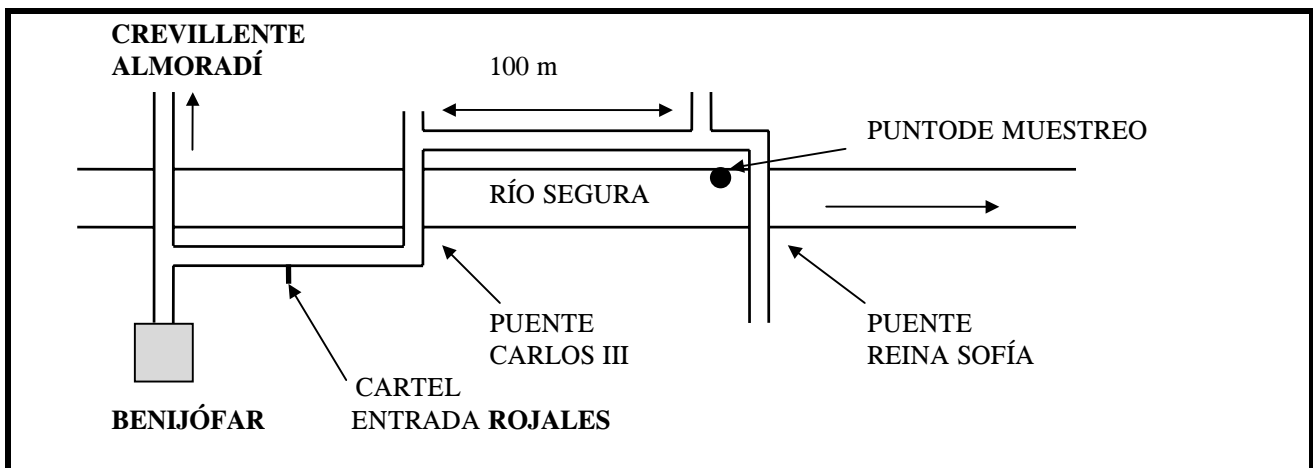 CREVILLENTE
ALMORADÍ
100 m
PUNTODE MUESTREO
RÍO SEGURA
PUENTE
CARLOS III
PUENTE
REINA SOFÍA
CARTEL
ENTRADA ROJALES
BENIJÓFAR